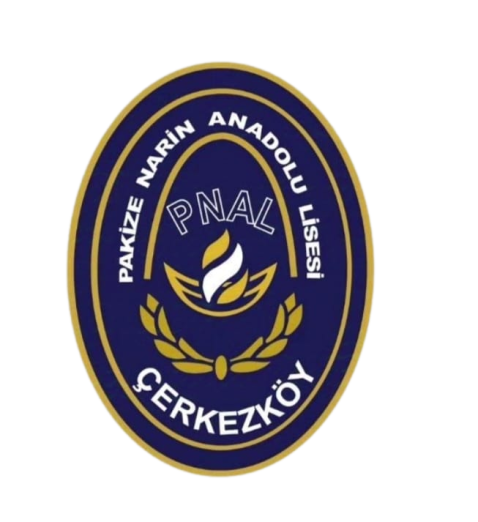 PAKİZE NARİN ANADOLU LİSESİ
PNAL
ÇERKEZKÖY